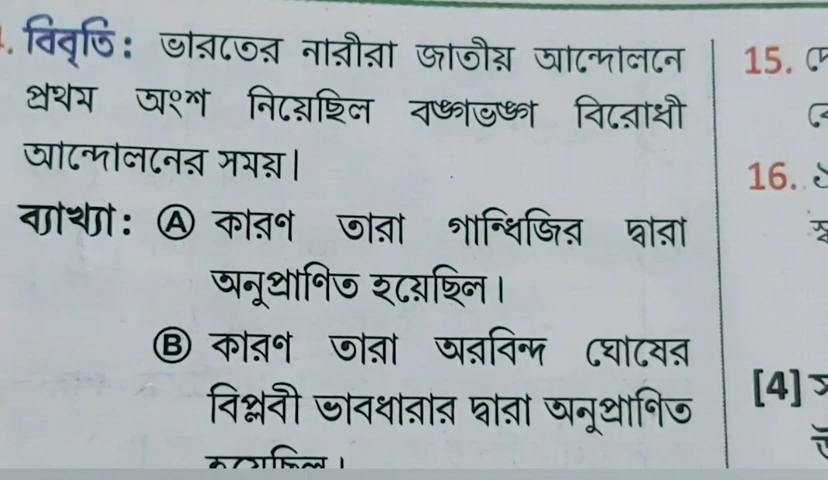 . বিবৃতি : ভারতের নারীরা জাতীয় আন্দোলনে
প্রথম অংশ নিয়েছিল বঙ্গভঙ্গ বিরোধী
আন্দোলনের সময়।
ব্যাখ্যা : Ⓐ কারণ তারা গান্ধিজির দ্বারা
অনুপ্রাণিত হয়েছিল।
Ⓑ কারণ তারা অরবিন্দ ঘোষের
বিপ্লবী ভাবধারার দ্বারা অনুপ্রাণিত
15.
16.
[4]